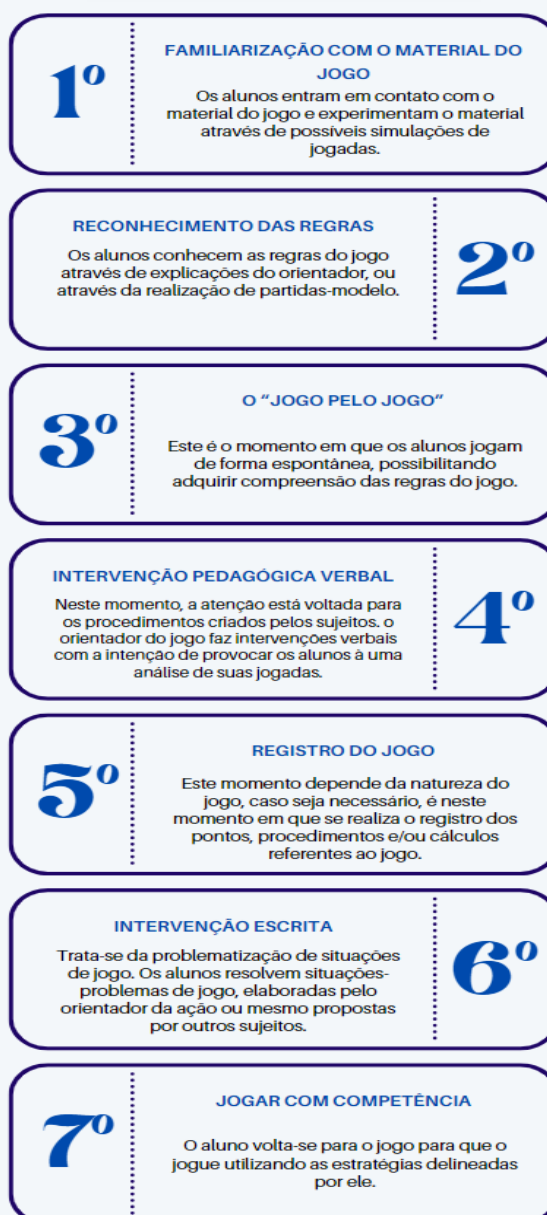 1º
FAMILIARIZAÇÃO COM O MATERIAL DO
JOGO
Os alunos entram em contato com o
material do jogo e experimentam o material
através de possíveis simulações de
jogadas.
RECONHECIMENTO DAS REGRAS
Os alunos conhecem as regras do jogo
através de explicações do orientador, ou
através da realização de partidas-modelo.
2º
3º
O “JOGO PELO JOGO”
Este é o momento em que os alunos jogam
de forma espontânea, possibilitando
adquirir compreensão das regras do jogo.
INTERVENÇÃO PEDAGÓGICA VERBAL
Neste momento, a atenção está voltada para
os procedimentos criados pelos sujeitos. o
orientador do jogo faz intervenções verbais
com a intenção de provocar os alunos à uma
análise de suas jogadas.
4º
5º
REGISTRO DO JOGO
Este momento depende da natureza do
jogo, caso seja necessário, é neste
momento em que se realiza o registro dos
pontos, procedimentos e/ou cálculos
referentes ao jogo.
INTERVENÇÃO ESCRITA
Trata-se da problematização de situações
de jogo. Os alunos resolvem situações-
problemas de jogo, elaboradas pelo
orientador da ação ou mesmo propostas
por outros sujeitos.
6º
7º
JOGAR COM COMPETÊNCIA
O aluno volta-se para o jogo para que o
jogue utilizando as estratégias delineadas
por ele.